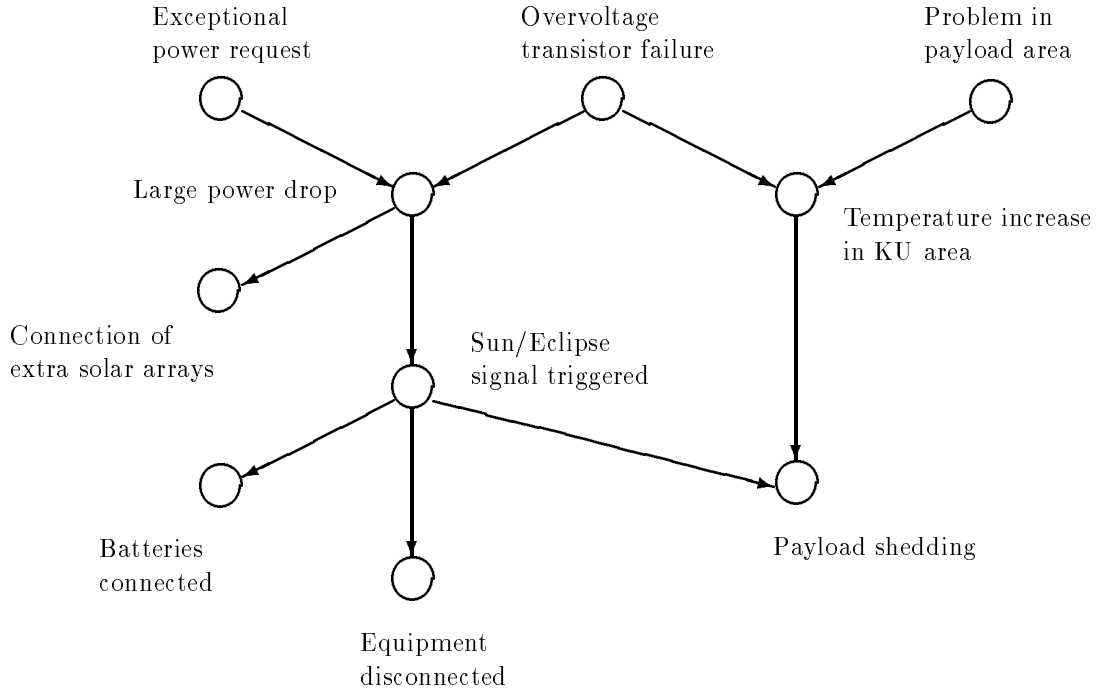 Exceptional
power request
Overvoltage
transistor failure
Problem in
payload area
Large power drop
Temperature increase
in KU area
Connection of
extra solar arrays
Sun/Eclipse
signal triggered
Batteries
connected
Payload shedding
Equipment
disconnected